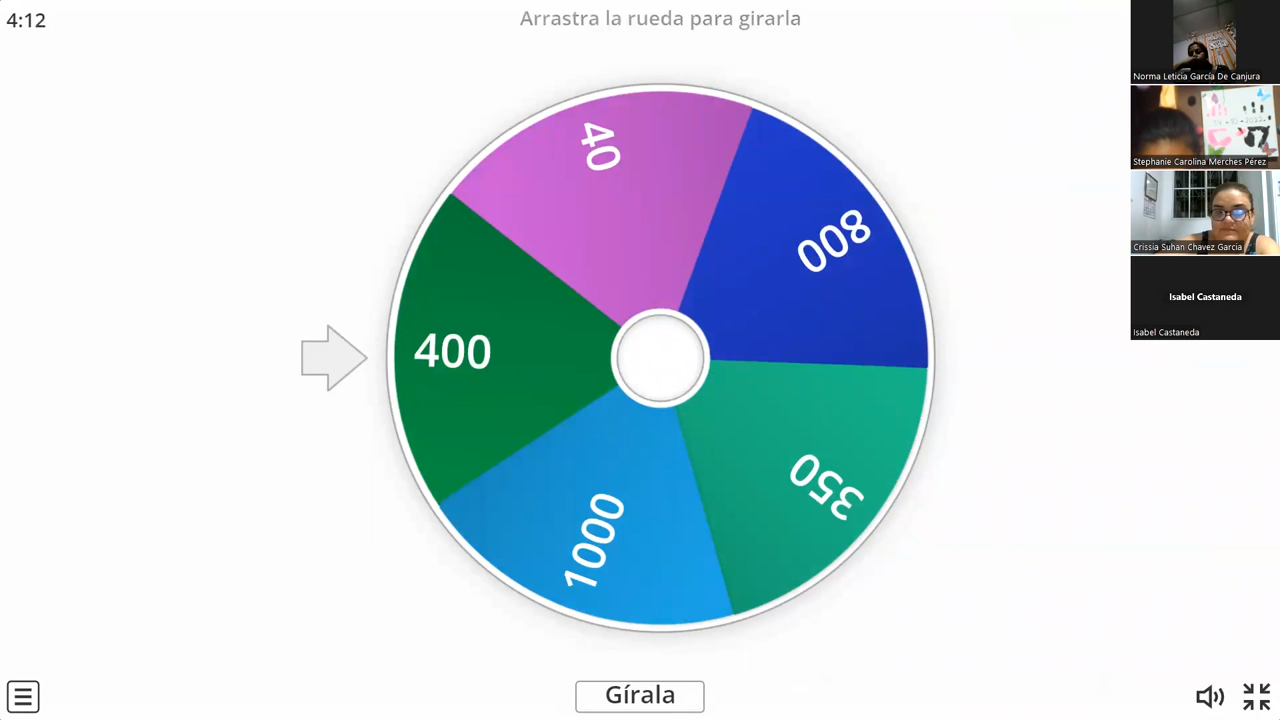 4:12
Arrastra la rueda para girarla
40
800
400
350
1000
Gírala
Norma Leticia García De Canjura
Stephanie Carolina Merches Pérez
Crissia Suhan Chavez Garcia
Isabel Castaneda
Isabel Castaneda